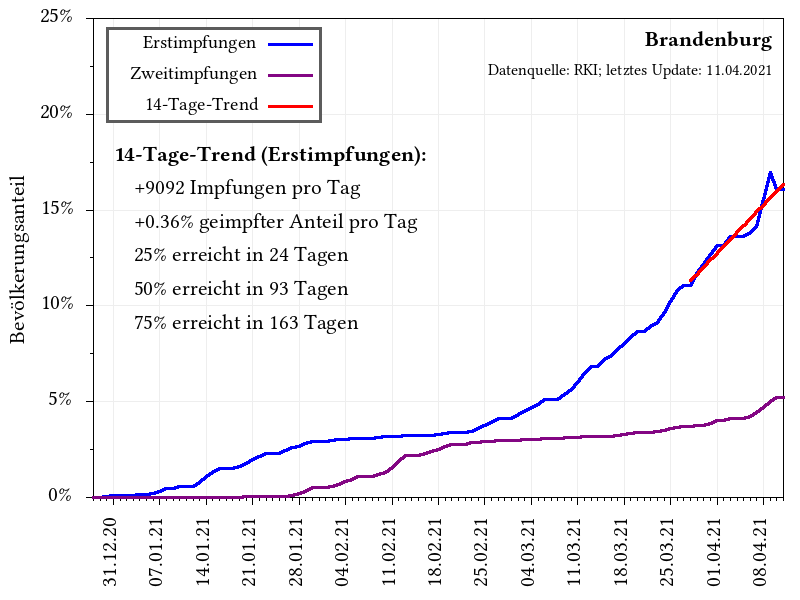 25%
20%
15%
10%
5%
0%
Bevölkerungsanteil
Erstimpfungen
Zweitimpfungen
14-Tage-Trend
Brandenburg
Datenquelle: RKI; letztes Update: 11.04.2021
14-Tage-Trend (Erstimpfungen):
+9092 Impfungen pro Tag
+0.36% geimpfter Anteil pro Tag
25% erreicht in 24 Tagen
50% erreicht in 93 Tagen
75% erreicht in 163 Tagen
31.12.20
07.01.21
14.01.21
21.01.21
28.01.21
04.02.21
11.02.21
18.02.21
25.02.21
04.03.21
11.03.21
18.03.21
25.03.21
01.04.21
08.04.21